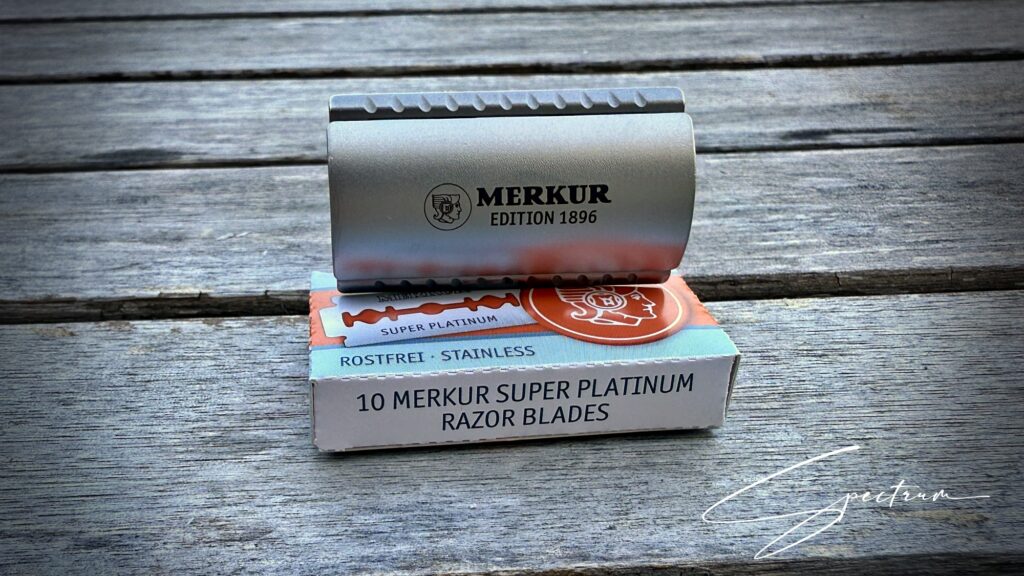 MERKUR
EDITION 1896
SUPER PLATINUM
ROSTFREI · STAINLESS
10 MERKUR SUPER PLATINUM
RAZOR BLADES
Spectrum